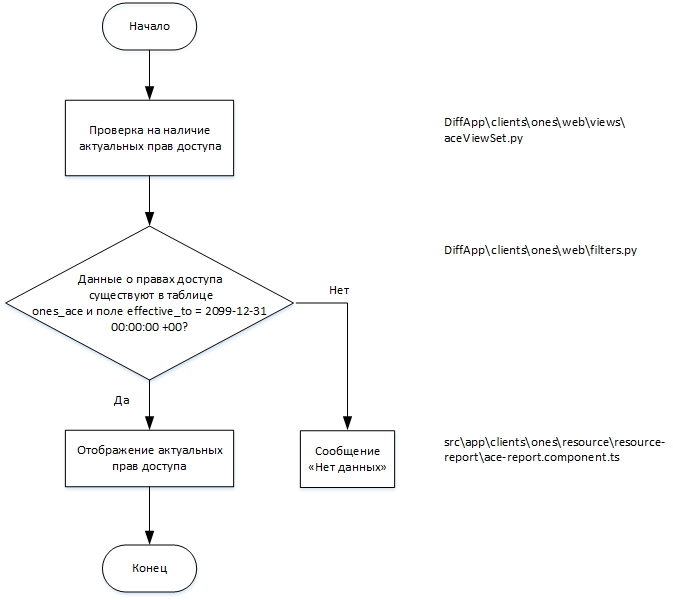 Начало
Проверка на наличие
актуальных прав доступа
DiffApp\clients\ones\web\views\
aceViewSet.py
DiffApp\clients\ones\web\filters.py
Данные о правах доступа
существуют в таблице
ones_ace и поле effective_to = 2099-12-31
00:00:00 +00?
Нет
Да
Отображение актуальных
прав доступа
Сообщение
«Нет данных»
src\app\clients\ones\resource\resource-
report\ace-report.component.ts
Конец